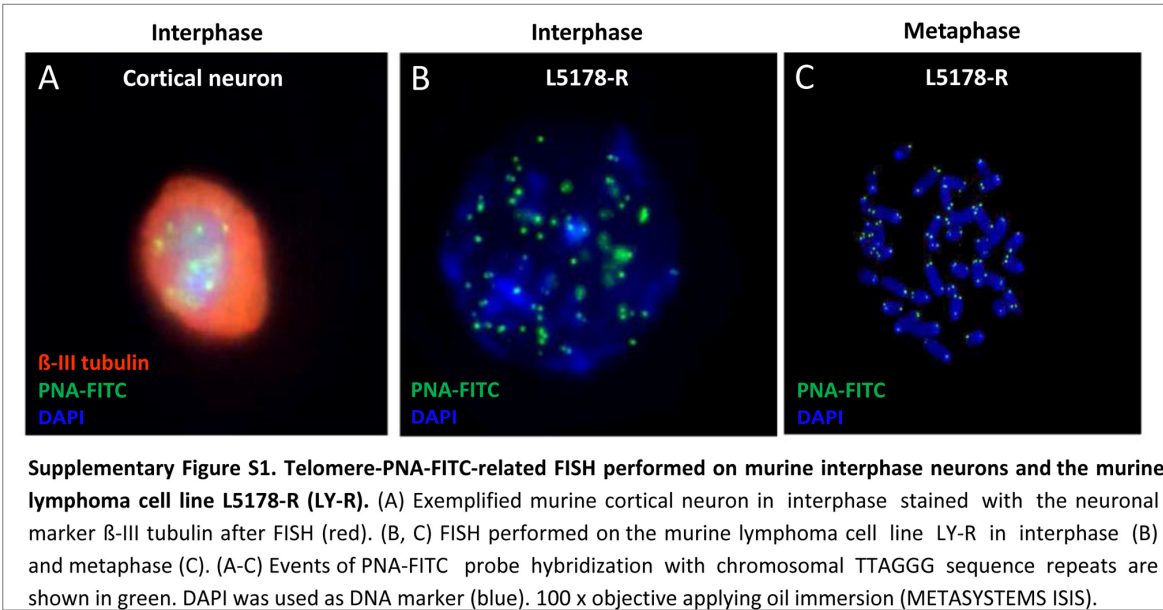 Interphase
Interphase
Metaphase
A
Cortical neuron
B
L5178-R
C
L5178-R
ß-III tubulin
PNA-FITC
DAPI
PNA-FITC
DAPI
PNA-FITC
DAPI
Supplementary Figure S1. Telomere-PNA-FITC-related FISH performed on murine interphase neurons and the murine
lymphoma cell line L5178-R (LY-R). (A) Exemplified murine cortical neuron in interphase stained with the neuronal
marker ß-III tubulin after FISH (red). (B, C) FISH performed on the murine lymphoma cell line LY-R in interphase (B)
and metaphase (C). (A-C) Events of PNA-FITC probe hybridization with chromosomal TTAGGG sequence repeats are
shown in green. DAPI was used as DNA marker (blue). 100 x objective applying oil immersion (METASYSTEMS ISIS).